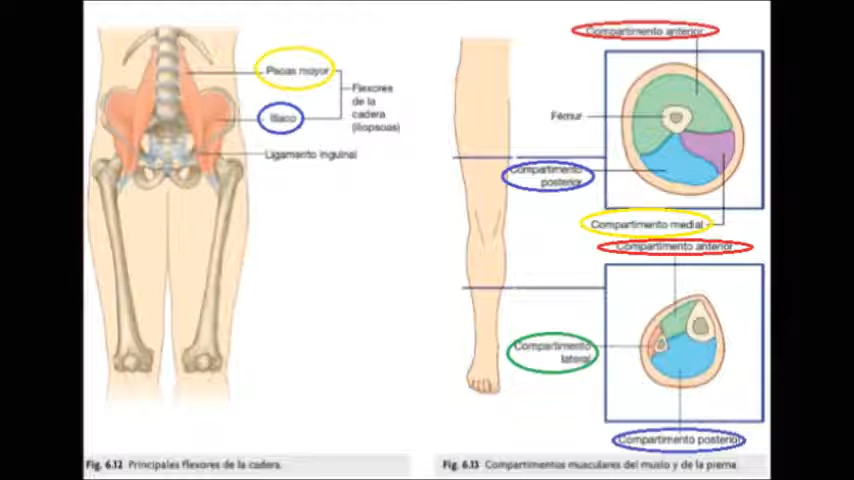 Psoas mayor
Flexores
de la
cadera
(iliopsoas)
Ilíaco
Ligamento inguinal
Fig. 6.12 Principales flexores de la cadera.
Compartimento anterior
Fémur
Compartimento
posterior
Compartimento medial
Compartimento anterior
Compartimento
lateral
Compartimento posterior
Fig. 6.13 Compartimentos musculares del muslo y de la pierna.